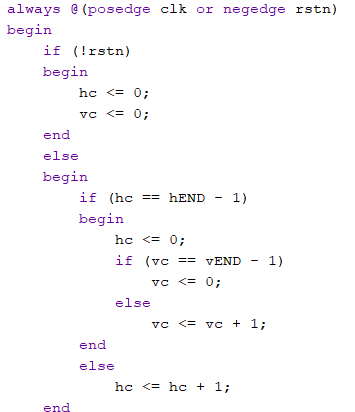 always @(posedge clk or negedge rstn)
begin
    if (!rstn)
    begin
        hc <= 0;
        vc <= 0;
    end
    else
    begin
        if (hc == hEND - 1)
        begin
            hc <= 0;
            if (vc == vEND - 1)
                vc <= 0;
            else
                vc <= vc + 1;
        end
        else
            hc <= hc + 1;
    end